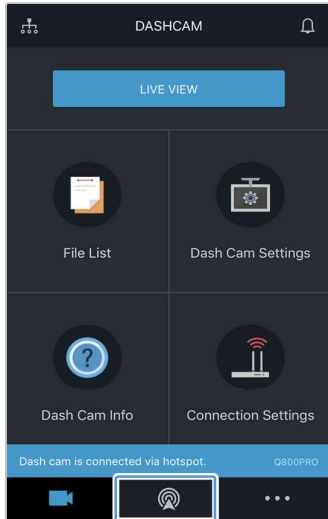 DASHCAM
LIVE VIEW
File List
Dash Cam Settings
?
Dash Cam Info
Connection Settings
Dash cam is connected via hotspot.
Q800PRO